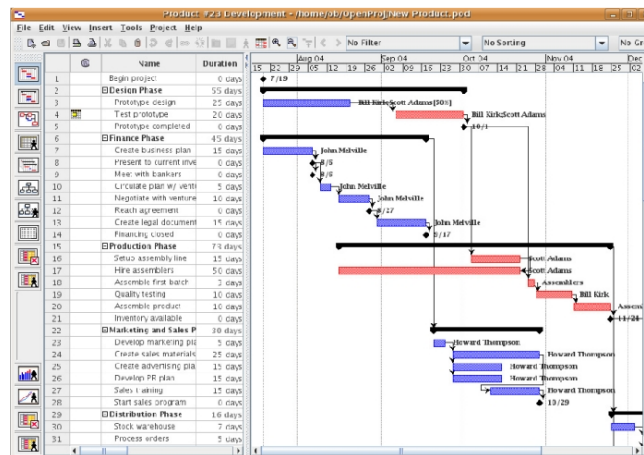 Product #23 Development - /home/ob/OpenProj/New Product.pod
File Edit View Insert Tools Project Help
No Filter No Sorting No Gr
Name Duration
Aug 04 Sep 04 Oct 04 Nov 04 Dec
15 22 29 05 12 19 26 02 09 16 23 30 07 14 21 28 04 11 18 25 02
1 Begin project 0 days 7/19
2 Design Phase 55 days
3 Prototype design 25 days Bill Kirk;Scott Adams[50%]
4 Test prototype 20 days Bill Kirk;Scott Adams
5 Prototype completed 0 days 10/1
6 Finance Phase 45 days
7 Create business plan 15 days John Melville
8 Present to current inve 0 days 8/6
9 Meet with bankers 0 days 8/6
10 Circulate plan w/ ventu 5 days John Melville
11 Negotiate with venture 10 days John Melville
12 Reach agreement 0 days 8/27
13 Create legal document 15 days John Melville
14 Financing closed 0 days 9/17
15 Production Phase 73 days
16 Setup assembly line 15 days Scott Adams
17 Hire assemblers 50 days Scott Adams
18 Assemble first batch 3 days Assemblers
19 Quality testing 10 days Bill Kirk
20 Assemble product 10 days Assem
21 Inventory available 0 days
22 Marketing and Sales P 30 days
23 Develop marketing pla 5 days Howard Thompson
24 Create sales materials 25 days Howard Thompson
25 Create advertising pla 15 days Howard Thompson
26 Develop PR plan 15 days Howard Thompson
27 Sales training 15 days Howard Thompson
28 Start sales program 0 days 10/29
29 Distribution Phase 16 days
30 Stock warehouse 7 days
31 Process orders 5 days